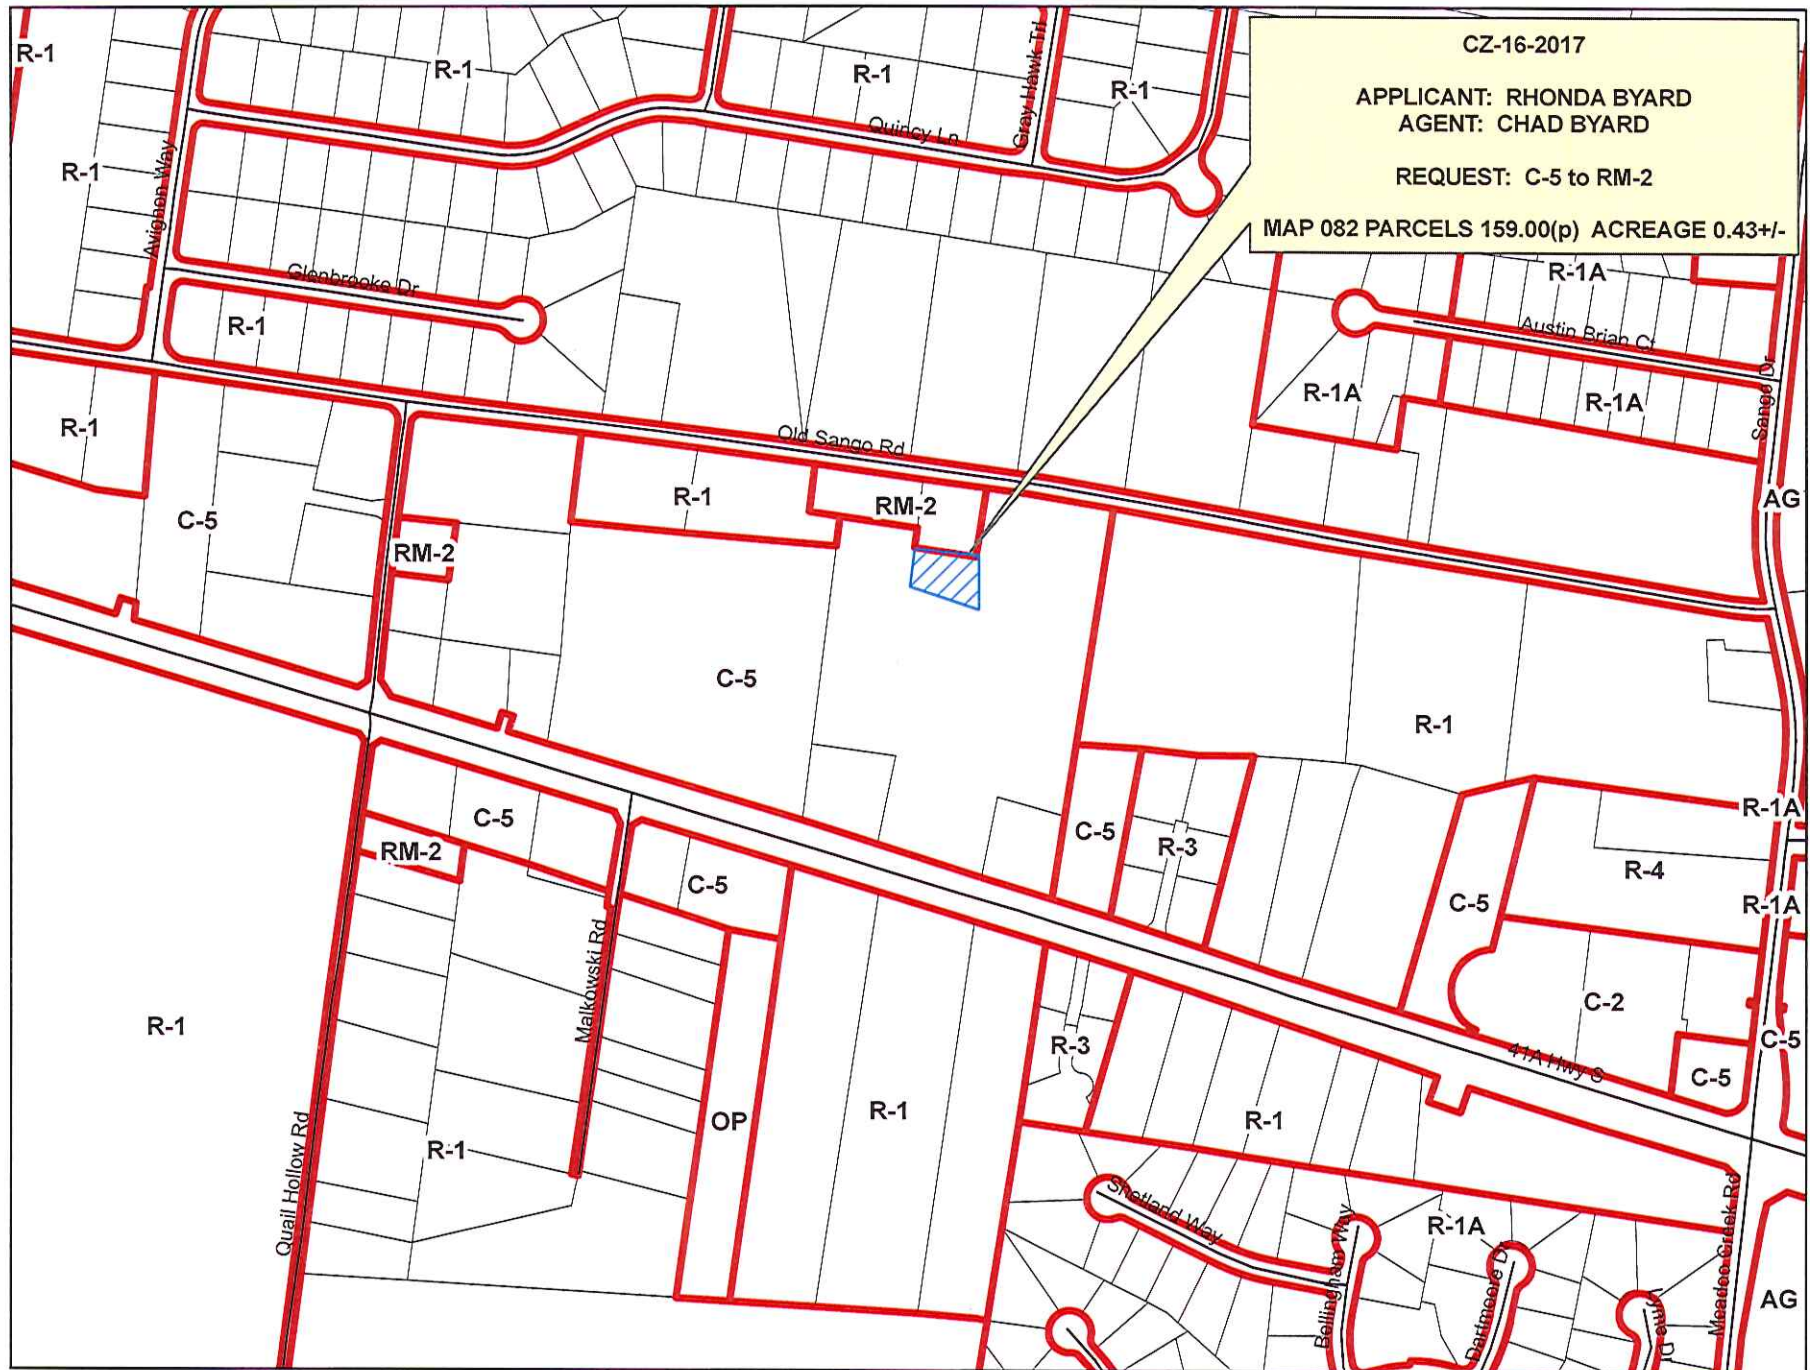 CZ-16-2017
APPLICANT: RHONDA BYARD
AGENT: CHAD BYARD
REQUEST: C-5 to RM-2
MAP 082 PARCELS 159.00(p) ACREAGE 0.43+/-
R-1
R-1
R-1
R-1
R-1
Gray Hawk Trl
Quincy Ln
Avignon Way
Glenbrooke Dr
R-1
R-1A
Austin Brian Ct
R-1A
R-1A
Sango Dr
R-1
Old Sango Rd
R-1
RM-2
AG
C-5
RM-2
C-5
R-1
R-1A
C-5
C-5
R-3
RM-2
R-4
C-5
C-5
R-1A
Malkowski Rd
C-2
R-1
R-3
C-5
41A Hwy S
C-5
OP
R-1
R-1
R-1
Quail Hollow Rd
Shetland Way
R-1A
Bellingham Way
Dartmoore Dr
Meadow Creek Rd
AG